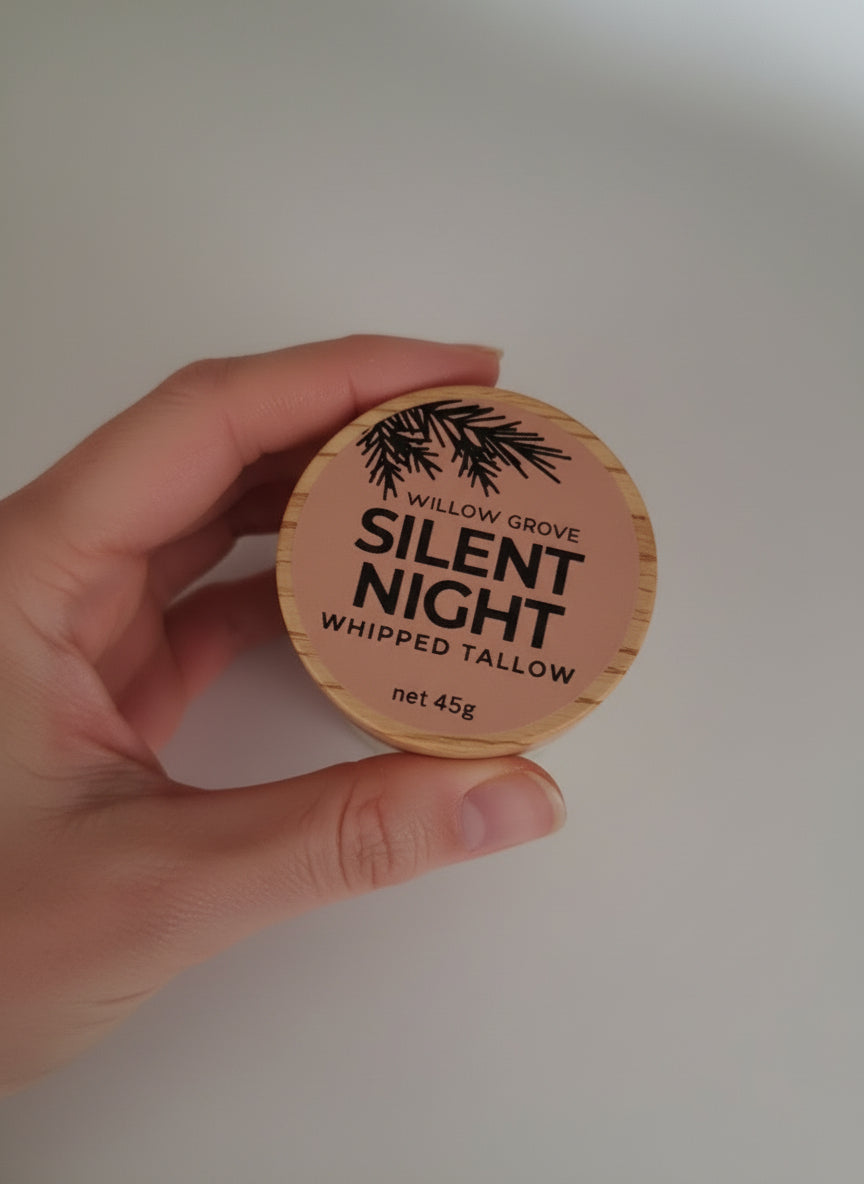 WILLOW GROVE
SILENT
NIGHT
WHIPPED TALLOW
net 45g